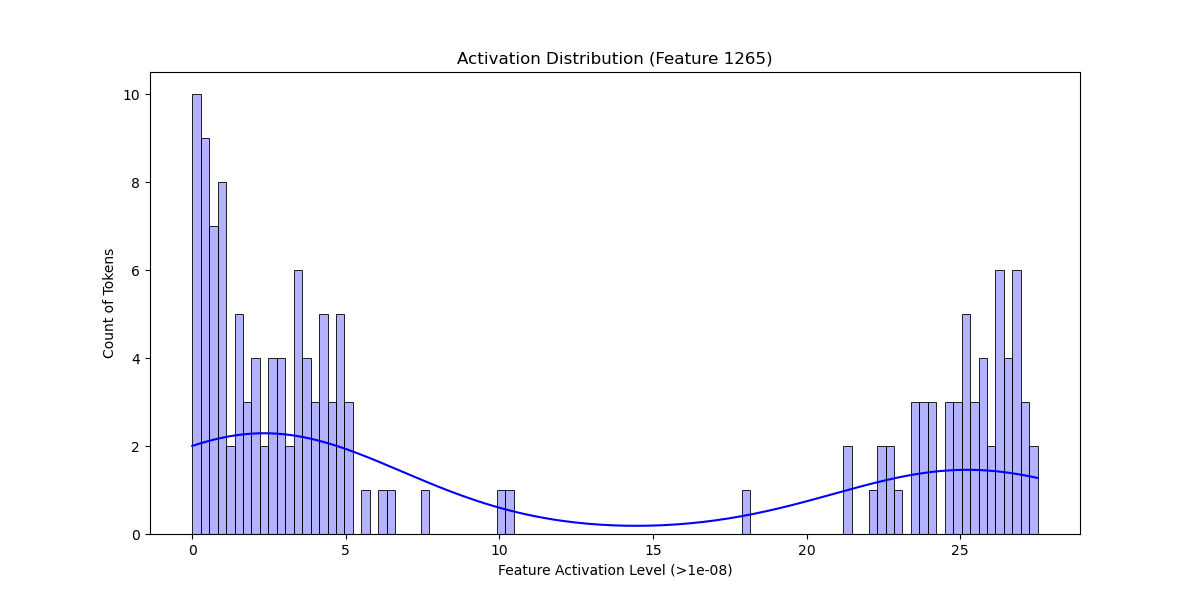 Activation Distribution (Feature 1265)
Count of Tokens
10
8
6
4
2
0
0 5 10 15 20 25
Feature Activation Level (>1e-08)